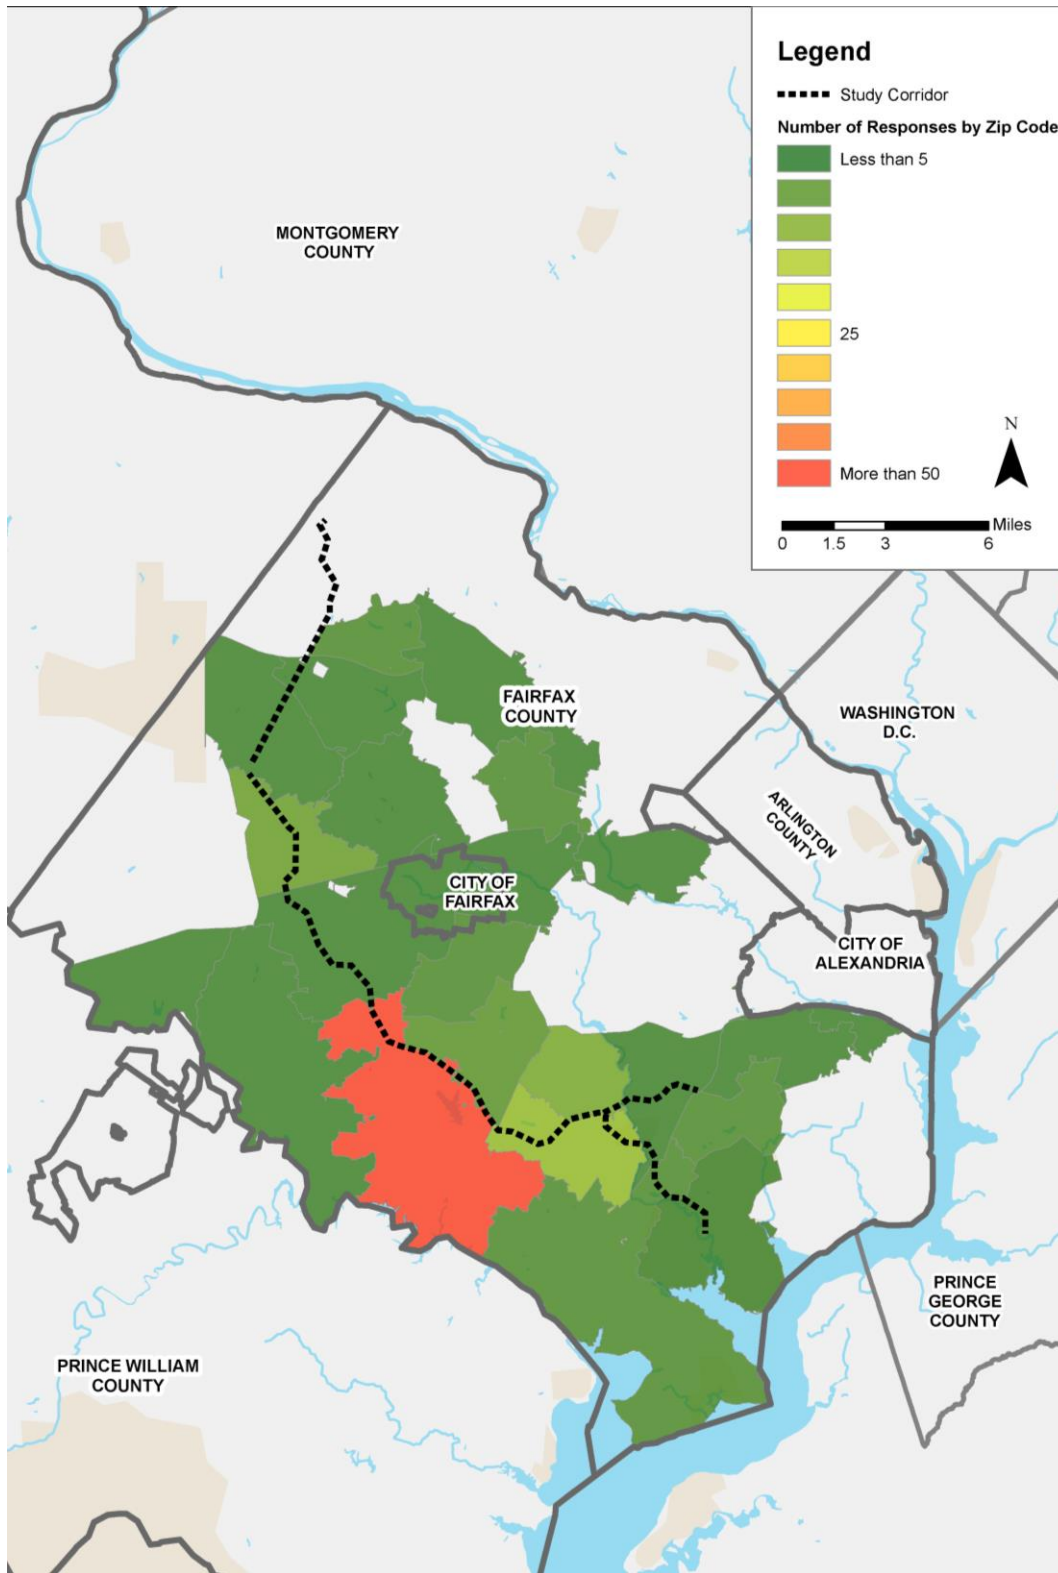 Legend
Study Corridor
Number of Responses by Zip Code
Less than 5
25
More than 50
N
Miles
0 1.5 3 6
MONTGOMERY
COUNTY
FAIRFAX
COUNTY
WASHINGTON
D.C.
ARLINGTON
COUNTY
CITY OF
FAIRFAX
CITY OF
ALEXANDRIA
PRINCE
GEORGE
COUNTY
PRINCE WILLIAM
COUNTY